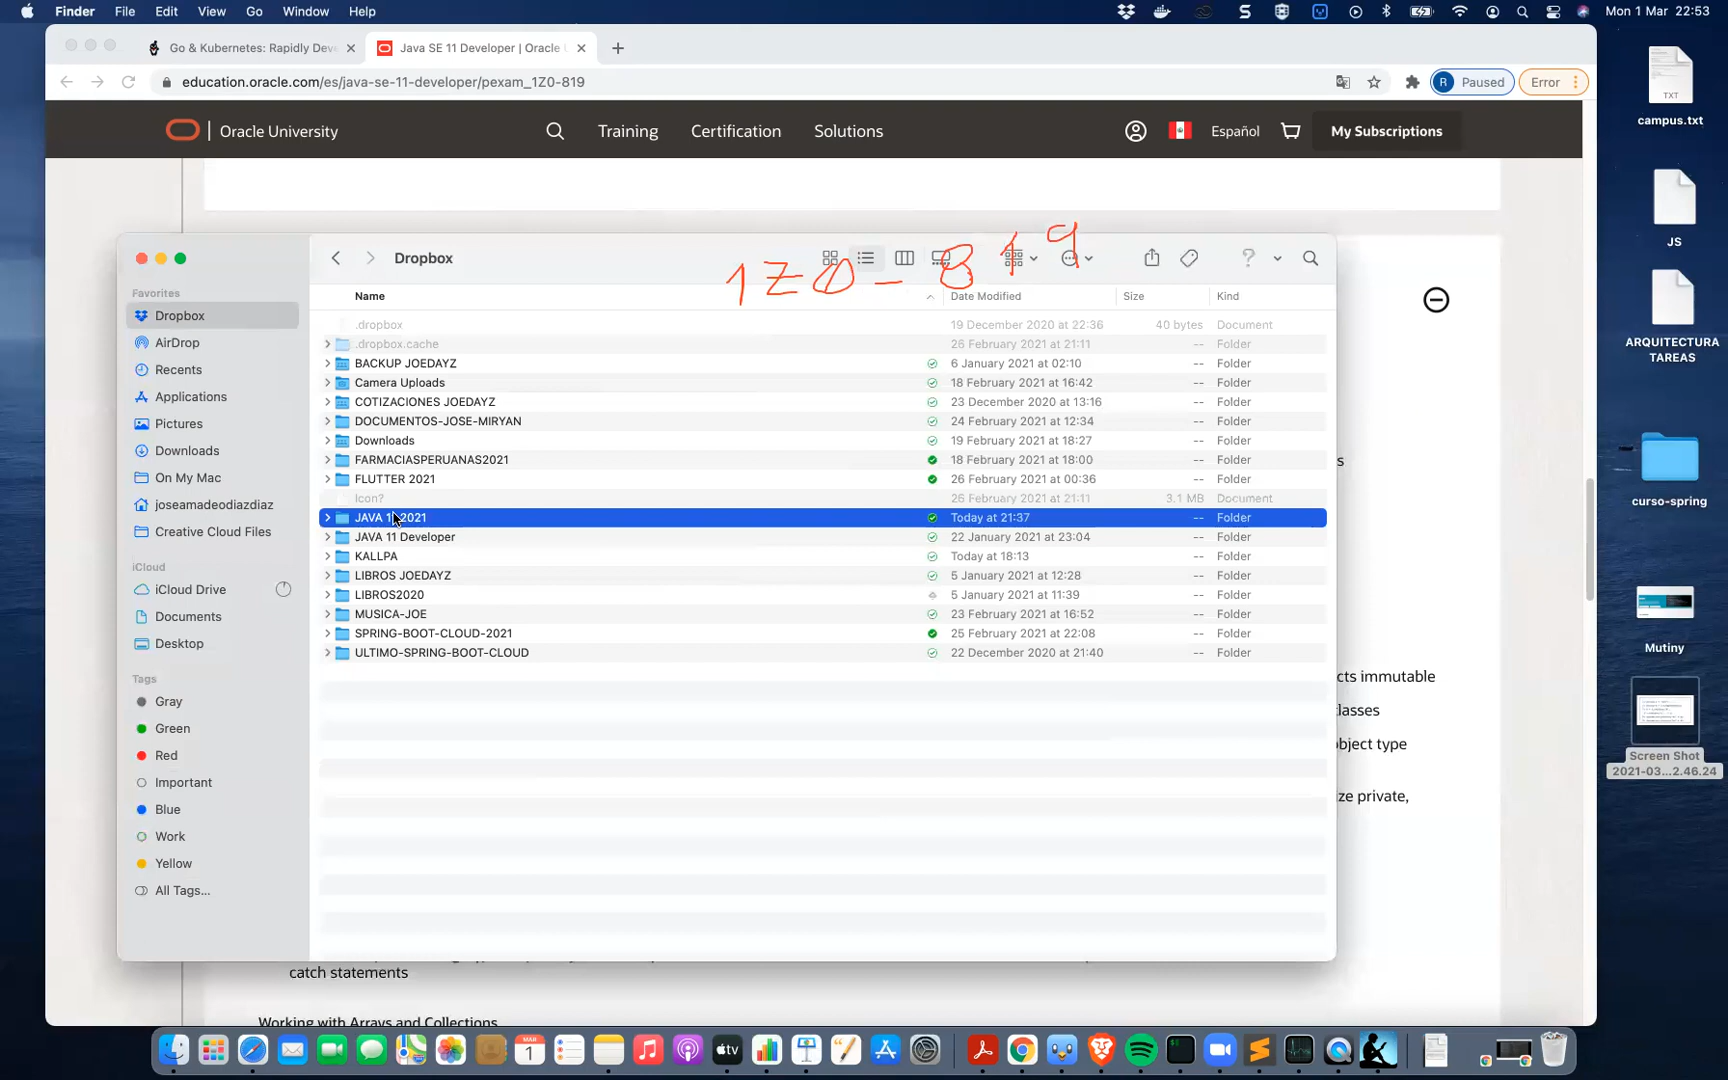 Finder File Edit View Go Window Help Mon 1 Mar 22:53
Go & Kubernetes: Rapidly Deve
Java SE 11 Developer | Oracle U
education.oracle.com/es/java-se-11-developer/pexam_1Z0-819
R Paused Error
Oracle University Training Certification Solutions Español My Subscriptions
Dropbox
1Z0-819
Favorites
Dropbox
AirDrop
Recents
Applications
Pictures
Downloads
On My Mac
joseamadeodiazdiaz
Creative Cloud Files
iCloud
iCloud Drive
Documents
Desktop
Tags
Gray
Green
Red
Important
Blue
Work
Yellow
All Tags...
Name Date Modified Size Kind
.dropbox 19 December 2020 at 22:36 40 bytes Document
.dropbox.cache 26 February 2021 at 21:11 -- Folder
BACKUP JOEDAYZ 6 January 2021 at 02:10 -- Folder
Camera Uploads 18 February 2021 at 16:42 -- Folder
COTIZACIONES JOEDAYZ 23 December 2020 at 13:16 -- Folder
DOCUMENTOS-JOSE-MIRYAN 24 February 2021 at 12:34 -- Folder
Downloads 19 February 2021 at 18:27 -- Folder
FARMACIASPERUANAS2021 18 February 2021 at 18:00 -- Folder
FLUTTER 2021 26 February 2021 at 00:36 -- Folder
Icon? 26 February 2021 at 21:11 3.1 MB Document
JAVA 2021 Today at 21:37 -- Folder
JAVA 11 Developer 22 January 2021 at 23:04 -- Folder
KALLPA Today at 18:13 -- Folder
LIBROS JOEDAYZ 5 January 2021 at 12:28 -- Folder
LIBROS2020 5 January 2021 at 11:39 -- Folder
MUSICA-JOE 23 February 2021 at 16:52 -- Folder
SPRING-BOOT-CLOUD-2021 25 February 2021 at 22:08 -- Folder
ULTIMO-SPRING-BOOT-CLOUD 22 December 2020 at 21:40 -- Folder
s
cts immutable
lasses
object type
ze private,
catch statements
Working with Arrays and Collections
TXT
campus.txt
JS
ARQUITECTURA
TAREAS
curso-spring
Mutiny
Screen Shot
2021-03...2.46.24
MAR
1
tv